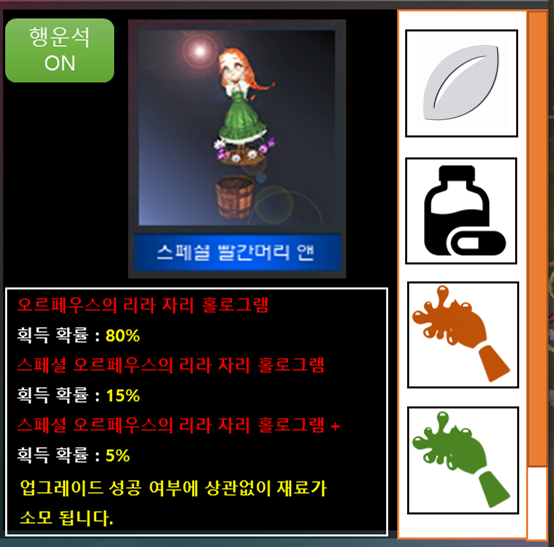 행운석
ON
스페셜 빨간머리 앤
오르페우스의 리라 자리 홀로그램
획득 확률 : 80%
스페셜 오르페우스의 리라 자리 홀로그램
획득 확률 : 15%
스페셜 오르페우스의 리라 자리 홀로그램 +
획득 확률 : 5%
업그레이드 성공 여부에 상관없이 재료가
소모 됩니다.